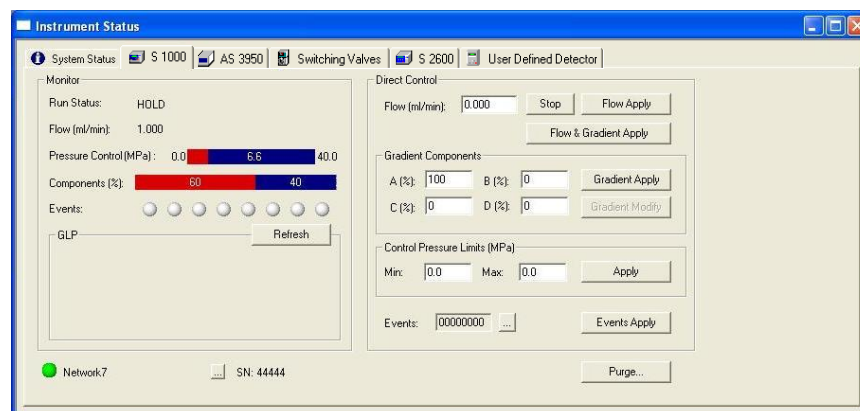 Instrument Status
System Status S 1000 AS 3950 Switching Valves S 2600 User Defined Detector
Monitor
Run Status: HOLD
Flow (ml/min): 1.000
Pressure Control(MPa) : 0.0 6.6 40.0
Components (%): 60 40
Events:
GLP
Refresh
Direct Control
Flow (ml/min): 0.000 Stop Flow Apply
Flow & Gradient Apply
Gradient Components
A (%): 100 B (%): 0 Gradient Apply
C (%): 0 D (%): 0 Gradient Modify
Control Pressure Limits (MPa)
Min: 0.0 Max: 0.0 Apply
Events: 00000000 ... Events Apply
Network7 ... SN: 44444
Purge...